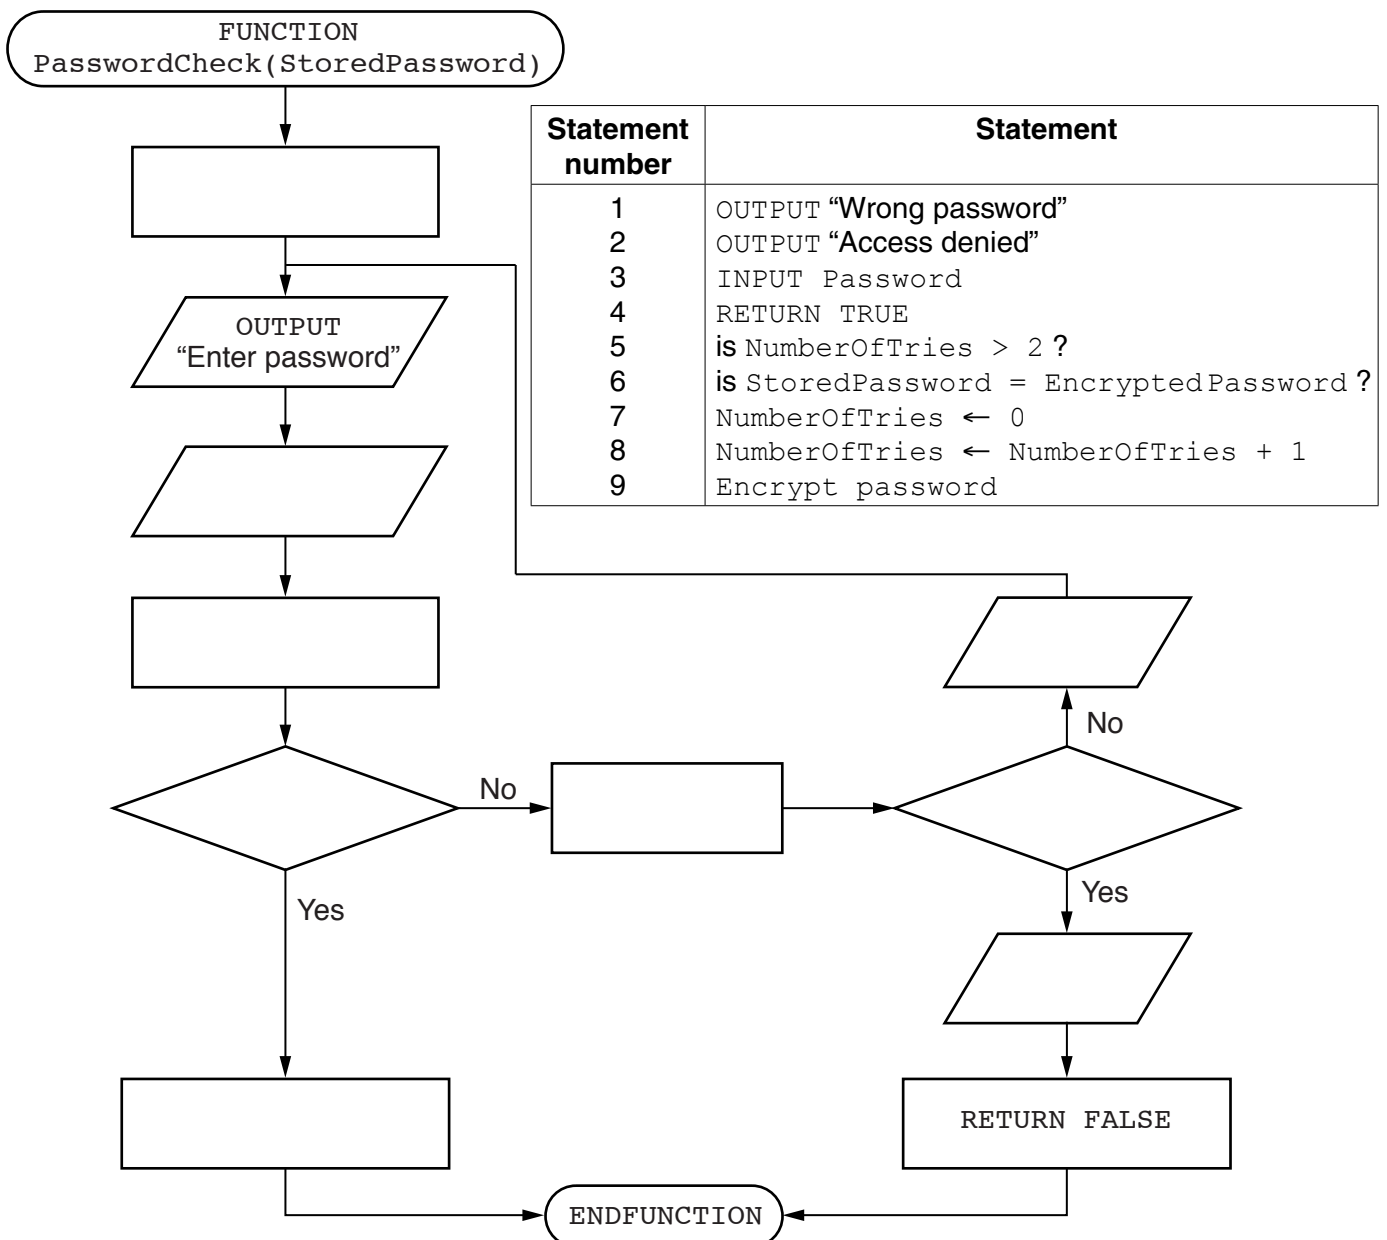 FUNCTION
PasswordCheck(StoredPassword)
Statement number
Statement
1 OUTPUT “Wrong password”
2 OUTPUT “Access denied”
3 INPUT Password
4 RETURN TRUE
5 is NumberOfTries > 2 ?
6 is StoredPassword = EncryptedPassword ?
7 NumberOfTries ← 0
8 NumberOfTries ← NumberOfTries + 1
9 Encrypt password
OUTPUT
“Enter password”
No
No
Yes
Yes
RETURN FALSE
ENDFUNCTION